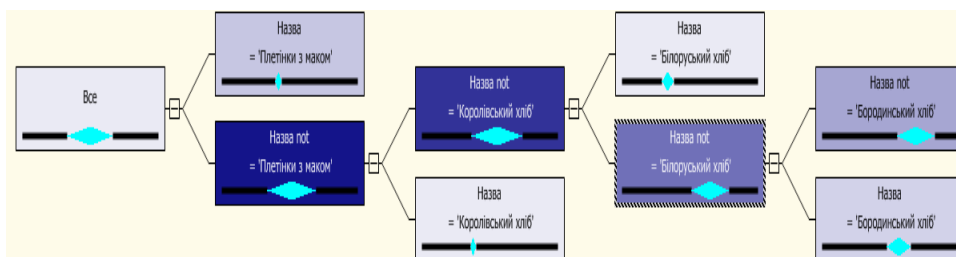 Все
Назва
= 'Плетінки з маком'
Назва not
= 'Плетінки з маком'
Назва not
= 'Королівський хліб'
Назва
= 'Королівський хліб'
Назва
= 'Білоруський хліб'
Назва not
= 'Білоруський хліб'
Назва not
= 'Бородинський хліб'
Назва
= 'Бородинський хліб'